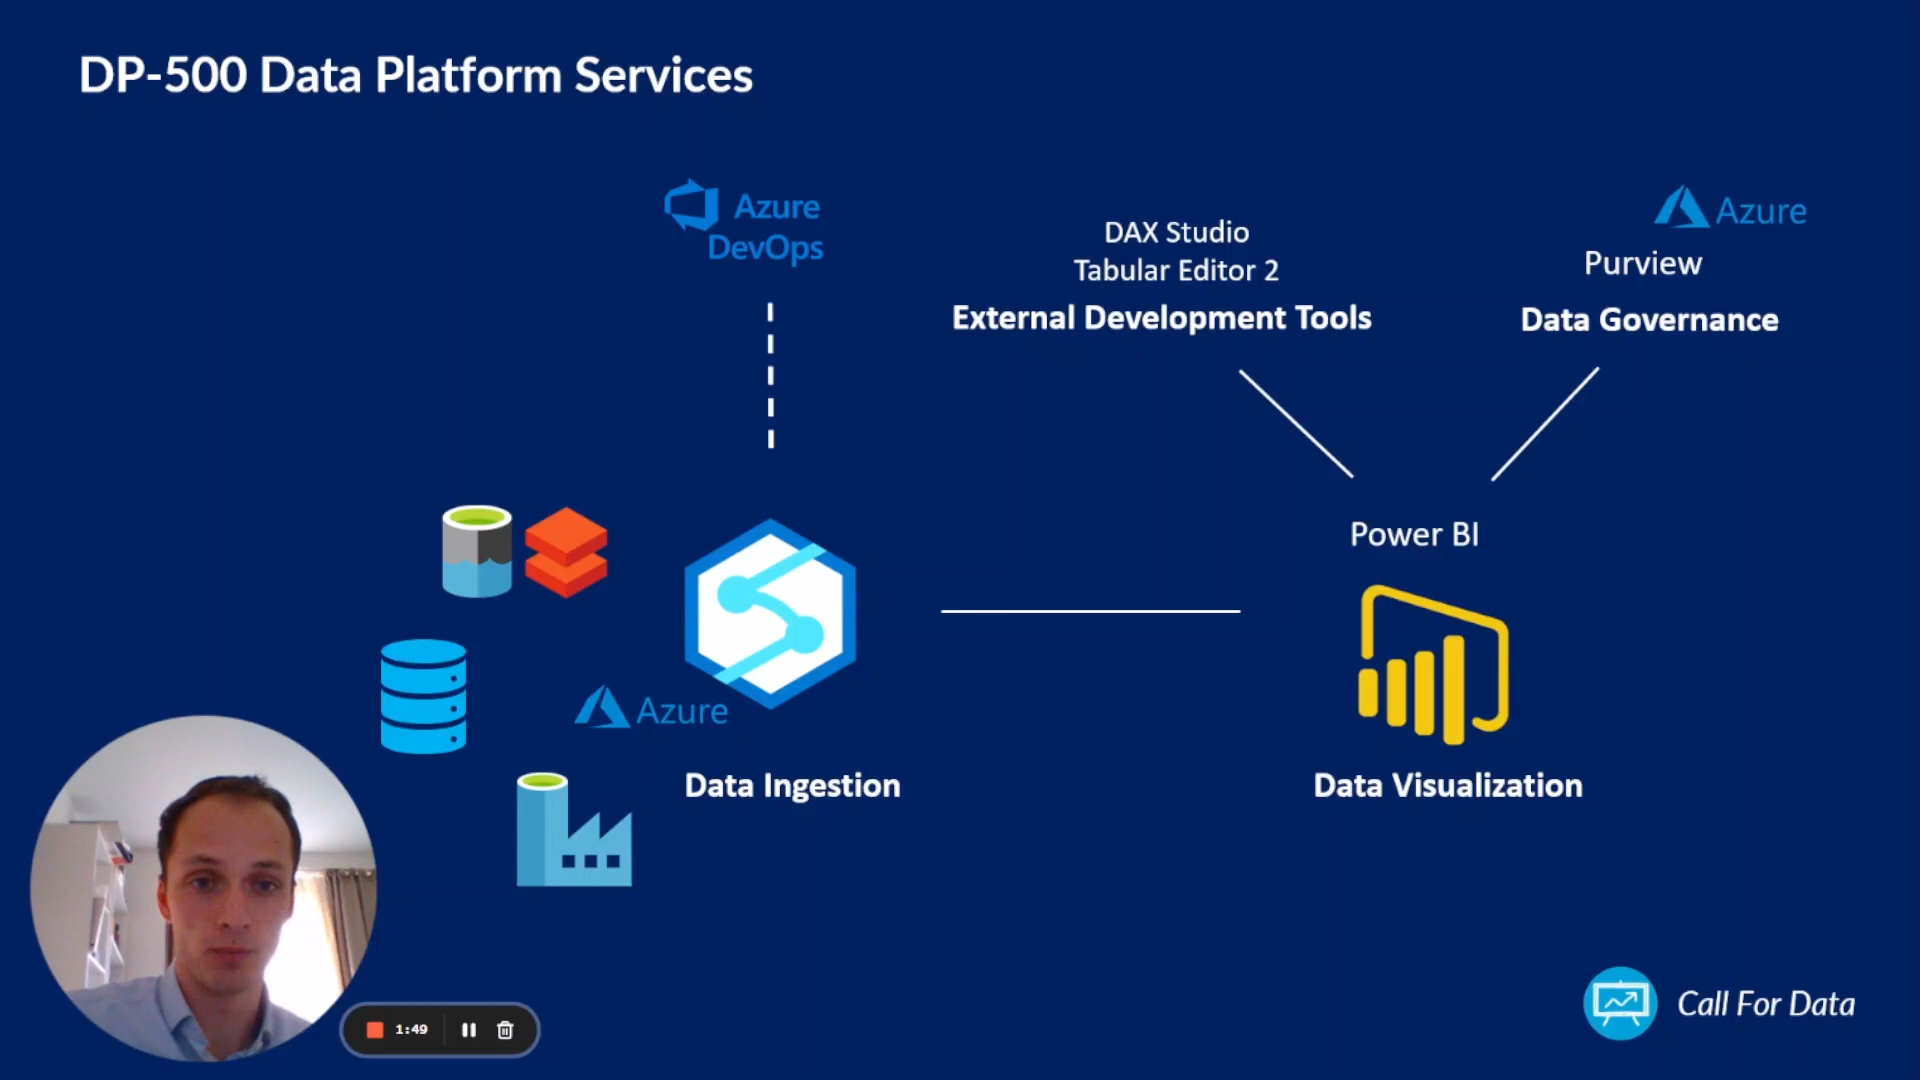 DP-500 Data Platform Services
Azure
DevOps
DAX Studio
Tabular Editor 2
External Development Tools
Azure
Purview
Data Governance
Power BI
Azure
Data Ingestion
Data Visualization
1:49
Call For Data